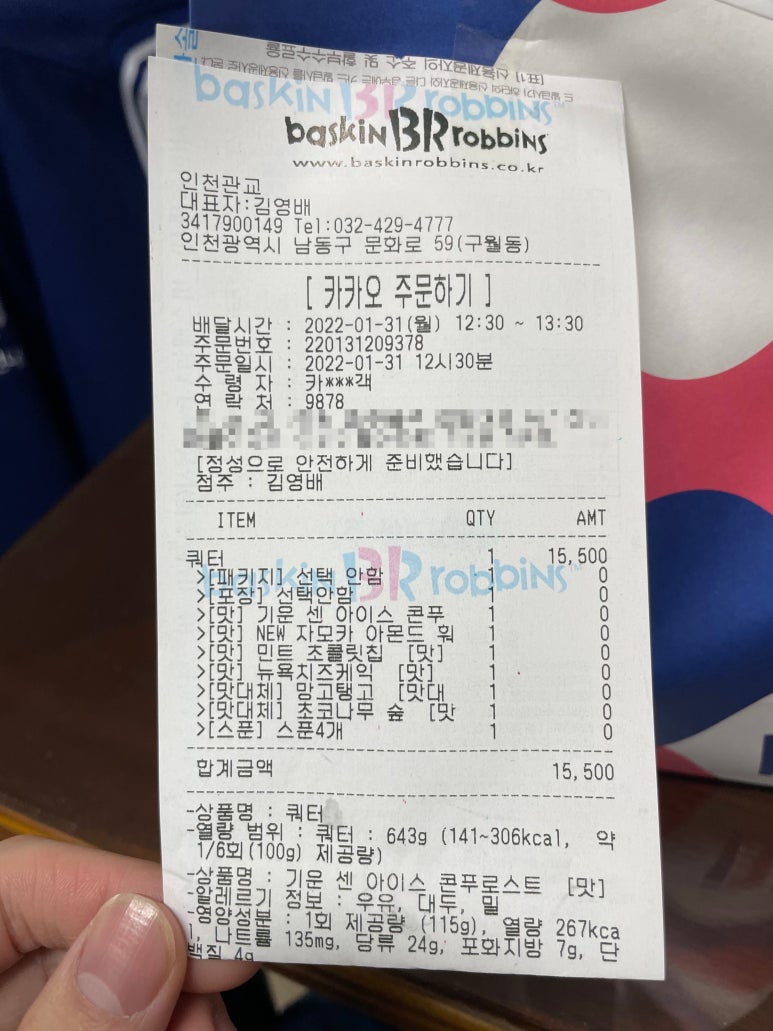 baskin BR robbins
baskin BR robbins
www.baskinrobbins.co.kr
인천관교
대표자:김영배
3417900149 Tel:032-429-4777
인천광역시 남동구 문화로 59(구월동)
[ 카카오 주문하기 ]
배달시간 : 2022-01-31(월) 12:30 ~ 13:30
주문번호 : 220131209378
주문일시 : 2022-01-31 12시30분
수 령 자 : 카***객
연 락 처 : 9878
[정성으로 안전하게 준비했습니다]
점주 : 김영배
ITEM QTY AMT
쿼터 1 15,500
>[패키지] 선택 안함 1 0
>[포장] 선택안함 1 0
>[맛] 기운 센 아이스 콘푸 1 0
>[맛] NEW 자모카 아몬드 훠 1 0
>[맛] 민트 초콜릿칩 [맛] 1 0
>[맛] 뉴욕치즈케익 [맛] 1 0
>[맛대체] 망고탱고 [맛대 1 0
>[맛대체] 초코나무 숲 [맛 1 0
>[스푼] 스푼4개 1 0
baskin BR robbins
합계금액 15,500
-상품명 : 쿼터
-열량 범위 : 쿼터 : 643g (141~306kcal, 약
1/6회(100g) 제공량)
-상품명 : 기운 센 아이스 콘푸로스트 [맛]
-알레르기 정보 : 우유, 대두, 밀
-영양성분 : 1회 제공량 (115g), 열량 267kca
l, 나트륨 135mg, 당류 24g, 포화지방 7g, 단
백질 4g